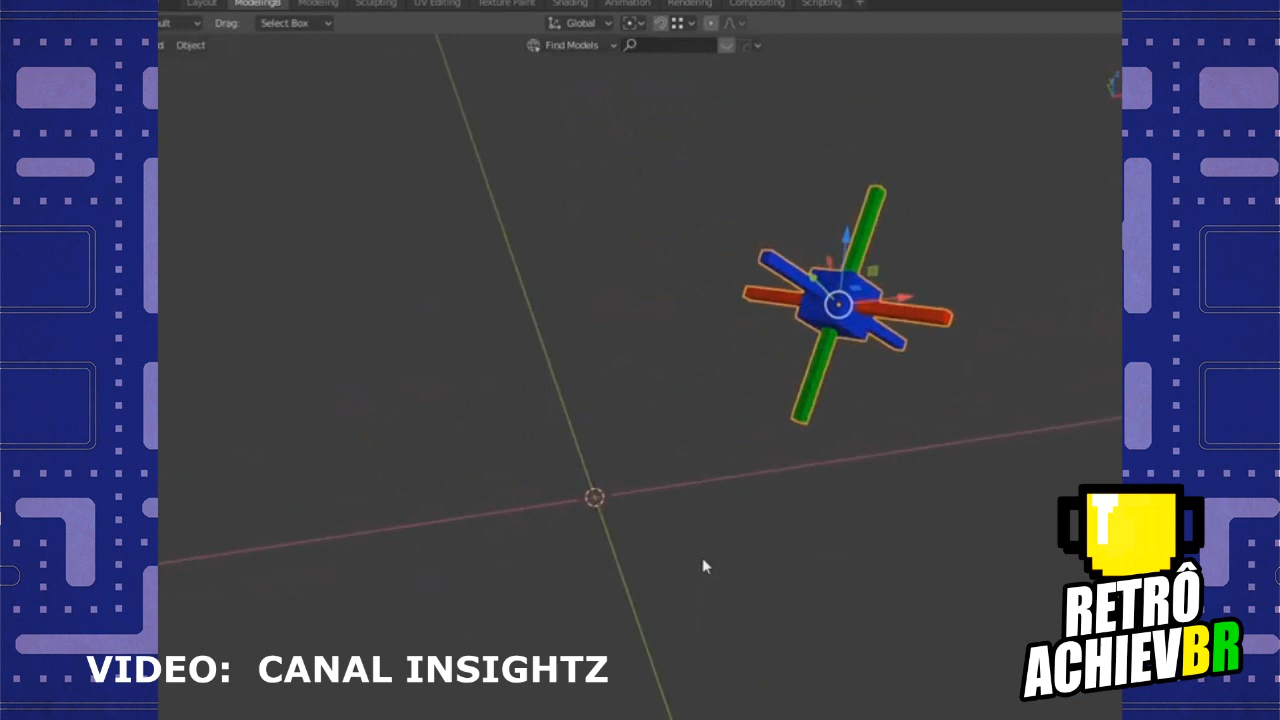 Layout Modeling8 Modeling Sculpting UV Editing Texture Paint Shading Animation Rendering Compositing Scripting +
Drag: Select Box Global
Object Find Models
RETRÔ
ACHIEVBR
VIDEO: CANAL INSIGHTZ